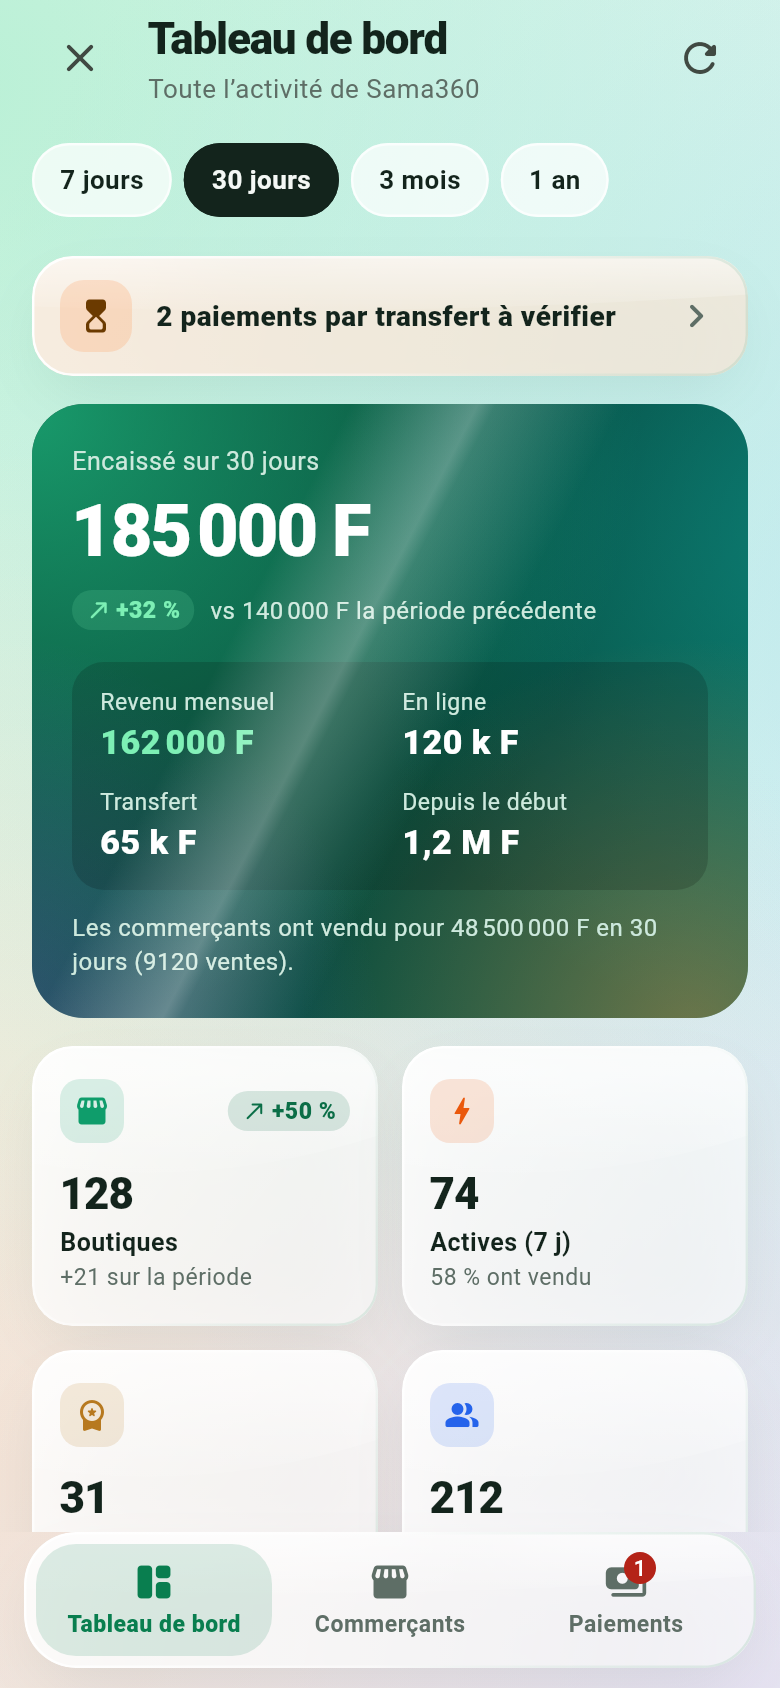 Tableau de bord
Toute l’activité de Sama360
7 jours
30 jours
3 mois
1 an
2 paiements par transfert à vérifier
Encaissé sur 30 jours
185 000 F
+32 %
vs 140 000 F la période précédente
Revenu mensuel
En ligne
162 000 F
120 k F
Transfert
Depuis le début
65 k F
1,2 M F
Les commerçants ont vendu pour 48 500 000 F en 30
jours (9120 ventes).
+50 %
128
Boutiques
+21 sur la période
74
Actives (7 j)
58 % ont vendu
31
212
Tableau de bord
Commerçants
1
Paiements